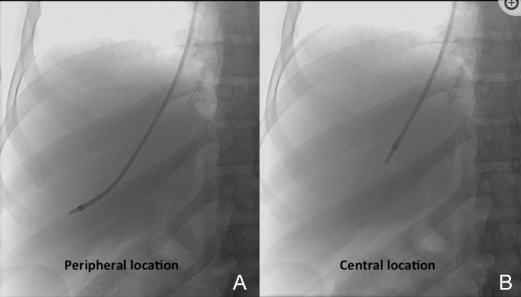 Peripheral location
A
Central location
B